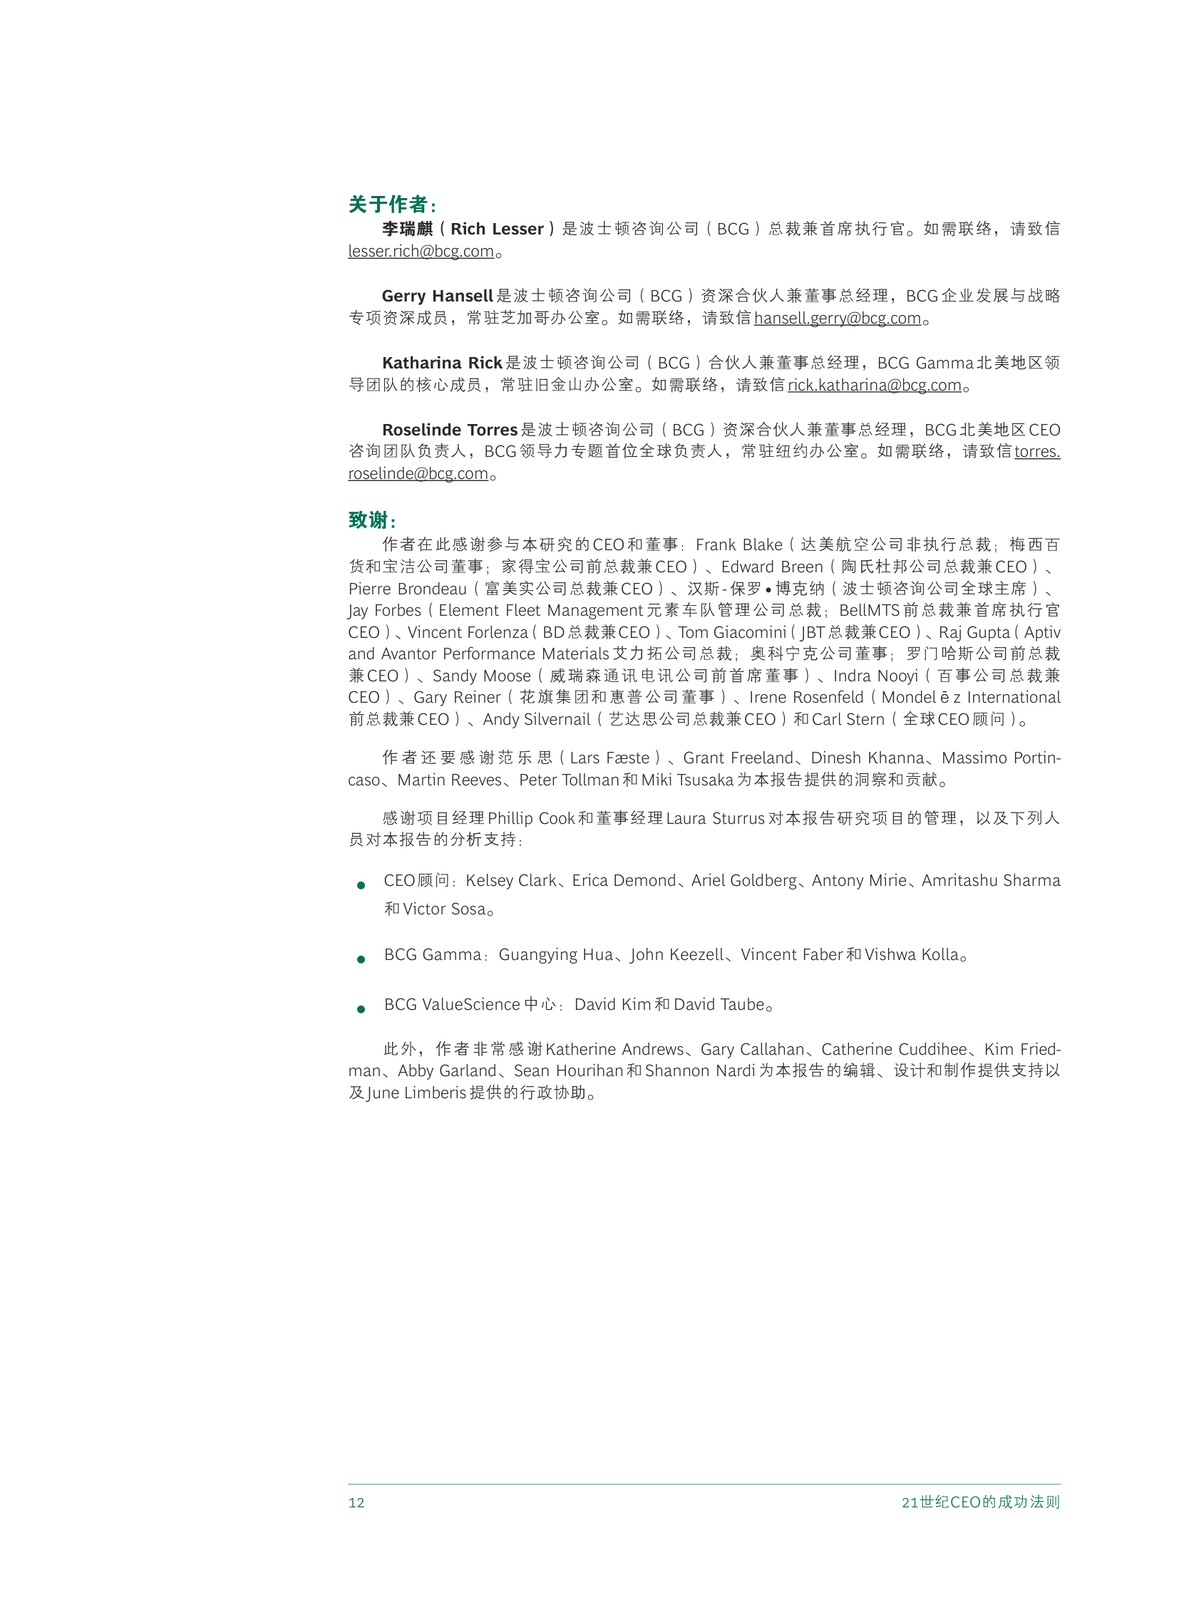 关于作者：
李瑞麒（Rich Lesser）是波士顿咨询公司（BCG）总裁兼首席执行官。如需联络，请致信
lesser.rich@bcg.com。
Gerry Hansell是波士顿咨询公司（BCG）资深合伙人兼董事总经理，BCG企业发展与战略
专项资深成员，常驻芝加哥办公室。如需联络，请致信hansell.gerry@bcg.com。
Katharina Rick是波士顿咨询公司（BCG）合伙人兼董事总经理，BCG Gamma北美地区领
导团队的核心成员，常驻旧金山办公室。如需联络，请致信rick.katharina@bcg.com。
Roselinde Torres是波士顿咨询公司（BCG）资深合伙人兼董事总经理，BCG北美地区CEO
咨询团队负责人，BCG领导力专题首位全球负责人，常驻纽约办公室。如需联络，请致信torres.
roselinde@bcg.com。
致谢：
作者在此感谢参与本研究的CEO和董事：Frank Blake（达美航空公司非执行总裁；梅西百
货和宝洁公司董事；家得宝公司前总裁兼CEO）、Edward Breen（陶氏杜邦公司总裁兼CEO）、
Pierre Brondeau（富美实公司总裁兼CEO）、汉斯-保罗•博克纳（波士顿咨询公司全球主席）、
Jay Forbes（Element Fleet Management元素车队管理公司总裁；BellMTS前总裁兼首席执行官
CEO）、Vincent Forlenza（BD总裁兼CEO）、Tom Giacomini（JBT总裁兼CEO）、Raj Gupta（Aptiv
and Avantor Performance Materials艾力拓公司总裁；奥科宁克公司董事；罗门哈斯公司前总裁
兼CEO）、Sandy Moose（威瑞森通讯电讯公司前首席董事）、Indra Nooyi（百事公司总裁兼
CEO）、Gary Reiner（花旗集团和惠普公司董事）、Irene Rosenfeld（Mondel ē z International
前总裁兼CEO）、Andy Silvernail（艺达思公司总裁兼CEO）和Carl Stern（全球CEO顾问）。
作者还要感谢范乐思（Lars Fæste）、Grant Freeland、Dinesh Khanna、Massimo Portin-
caso、Martin Reeves、Peter Tollman和Miki Tsusaka为本报告提供的洞察和贡献。
感谢项目经理Phillip Cook和董事经理Laura Sturrus对本报告研究项目的管理，以及下列人
员对本报告的分析支持：
● CEO顾问：Kelsey Clark、Erica Demond、Ariel Goldberg、Antony Mirie、Amritashu Sharma
和Victor Sosa。
● BCG Gamma：Guangying Hua、John Keezell、Vincent Faber和Vishwa Kolla。
● BCG ValueScience中心：David Kim和David Taube。
此外，作者非常感谢Katherine Andrews、Gary Callahan、Catherine Cuddihee、Kim Fried-
man、Abby Garland、Sean Hourihan和Shannon Nardi为本报告的编辑、设计和制作提供支持以
及June Limberis提供的行政协助。
12 21世纪CEO的成功法则